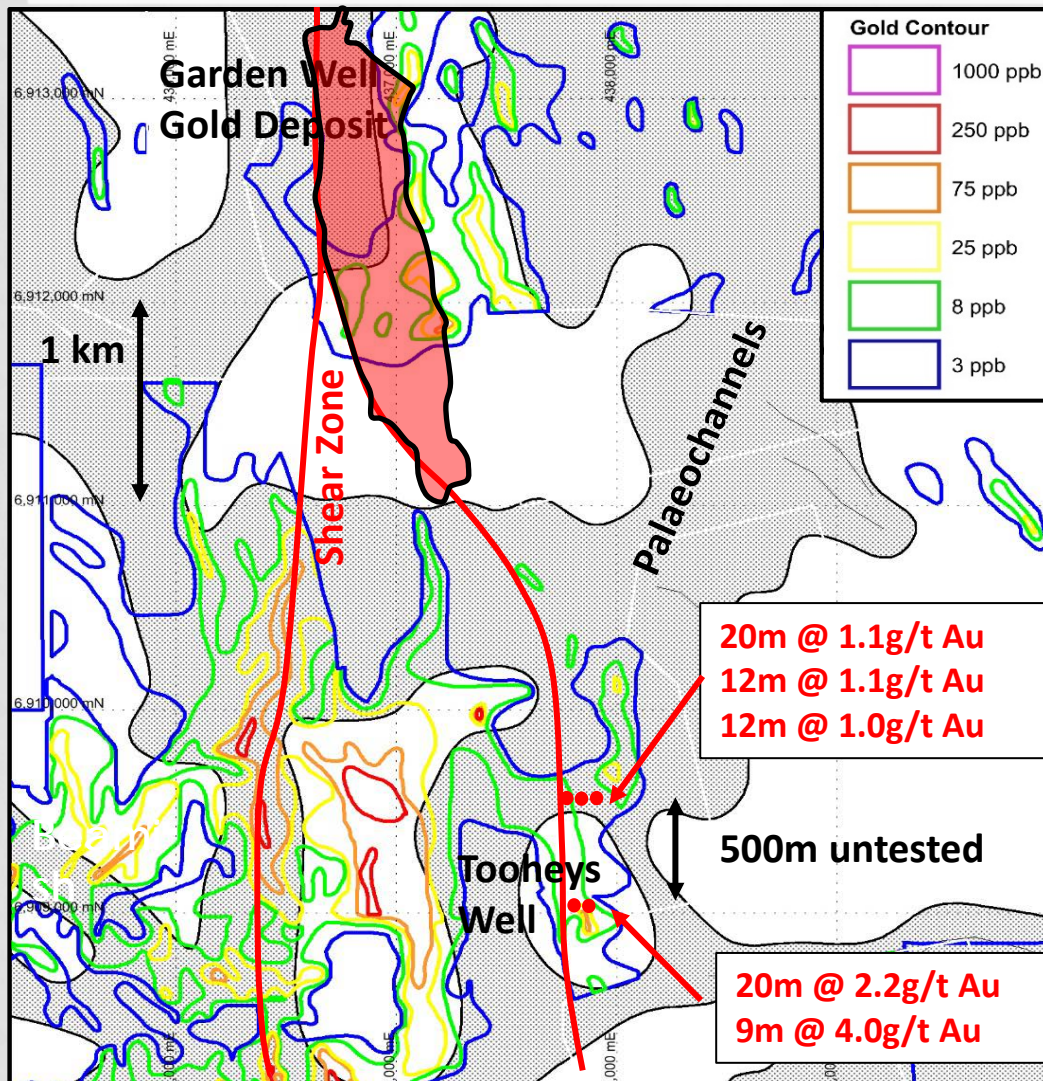 Gold Contour
1000 ppb
250 ppb
75 ppb
25 ppb
8 ppb
3 ppb
Garden Well
Gold Deposit
6,913,000 mN
437,000 mE
438,000 mE
6,912,000 mN
1 km
Shear Zone
Palaeochannels
6,911,000 mN
20m @ 1.1g/t Au
12m @ 1.1g/t Au
12m @ 1.0g/t Au
6,910,000 mN
500m untested
Tooheys
Well
6,909,000 mN
20m @ 2.2g/t Au
9m @ 4.0g/t Au